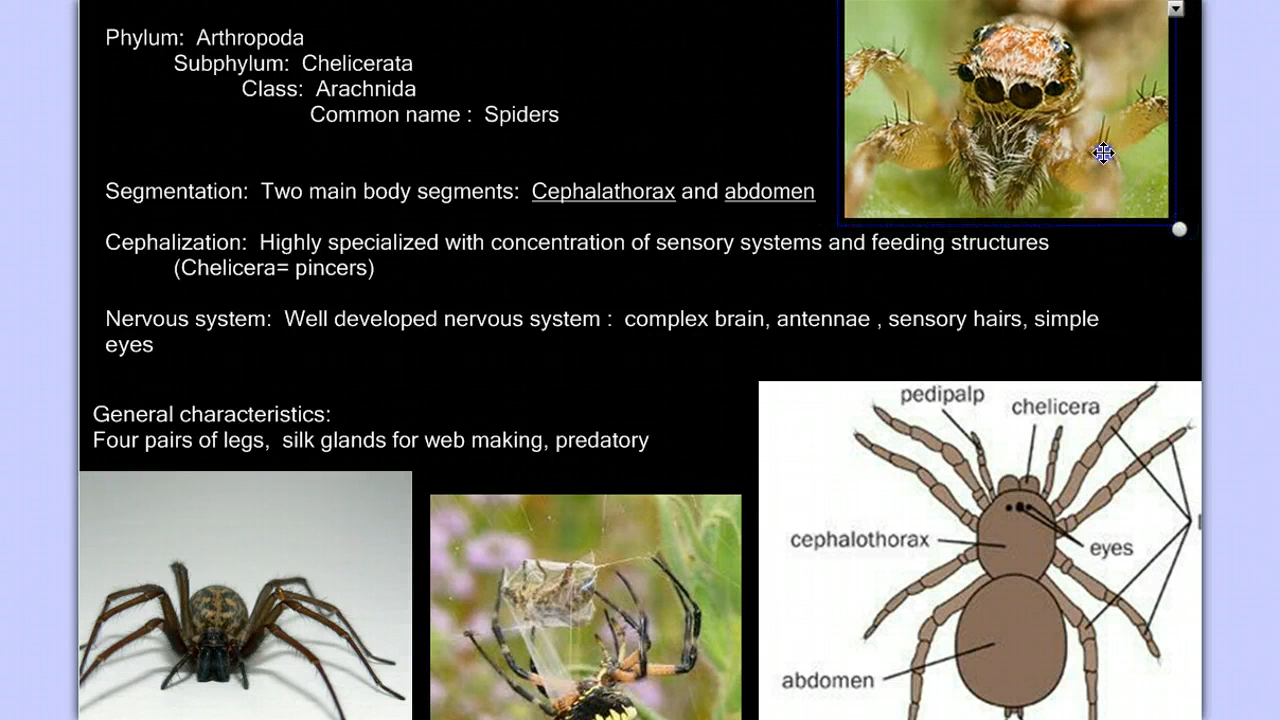 Phylum: Arthropoda
Subphylum: Chelicerata
Class: Arachnida
Common name : Spiders
Segmentation: Two main body segments: Cephalathorax and abdomen
Cephalization: Highly specialized with concentration of sensory systems and feeding structures
(Chelicera= pincers)
Nervous system: Well developed nervous system : complex brain, antennae , sensory hairs, simple
eyes
General characteristics:
Four pairs of legs, silk glands for web making, predatory
pedipalp
chelicera
cephalothorax
eyes
abdomen